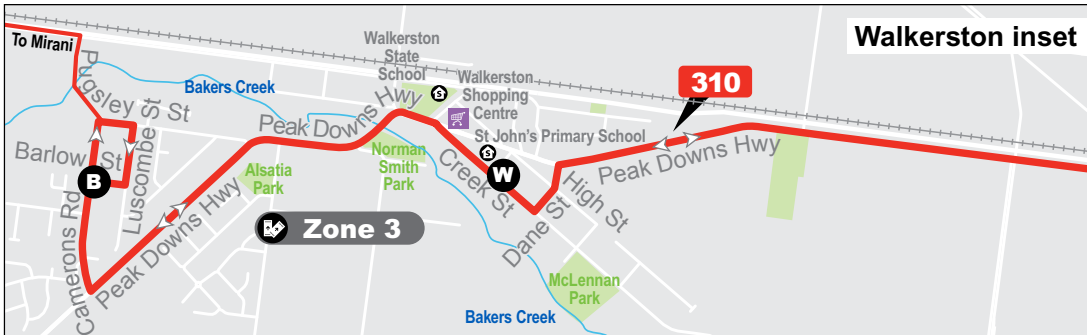 Walkerston inset
To Mirani
Pugsley St
Luscombe St
Barlow St
B
Camerons Rd
Peak Downs Hwy
Bakers Creek
Alsatia
Park
Zone 3
Peak Downs Hwy
Walkerston
State
School
Walkerston
Shopping
Centre
Norman
Smith
Park
St John's Primary School
W
Creek St
Dane St
High St
310
Peak Downs Hwy
McLennan
Park
Bakers Creek